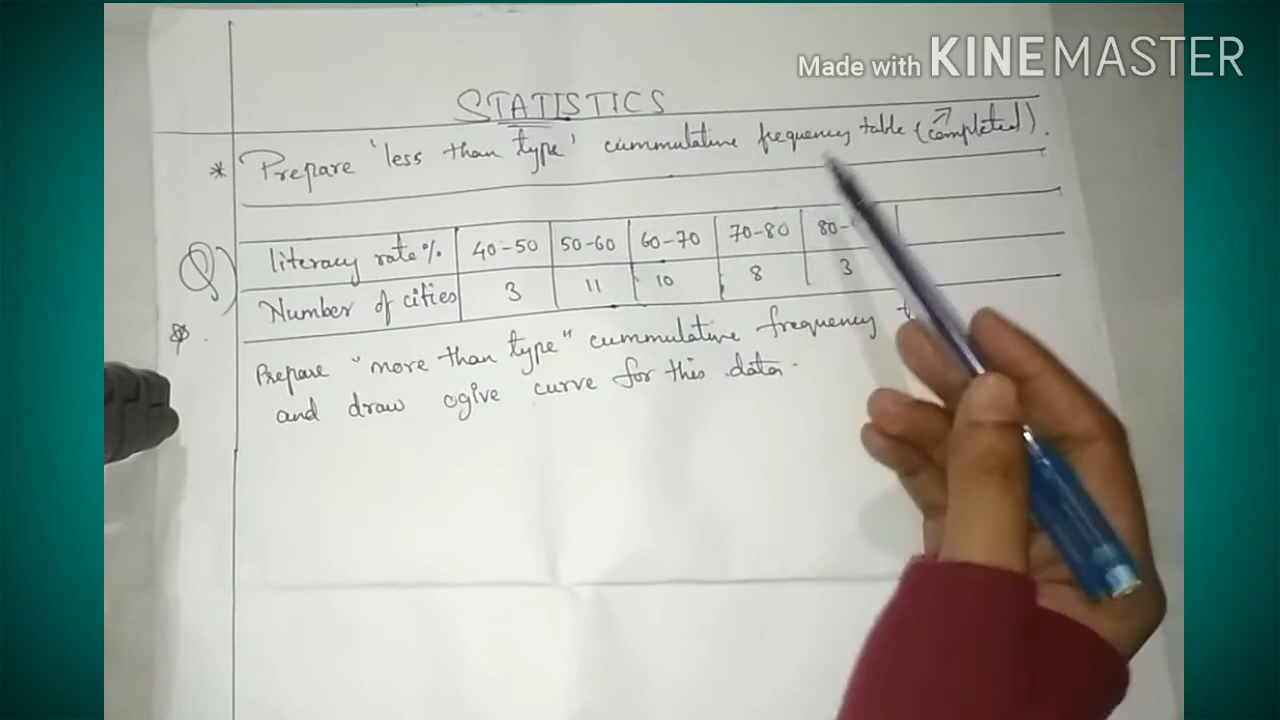 Made with KINEMASTER
STATISTICS
* Prepare 'less than type' cummulative frequency table (completed).
Q) literacy rate% 40-50 50-60 60-70 70-80 80-
Number of cities 3 11 10 8 3
* Prepare "more than type" cummulative frequency
and draw ogive curve for this data.